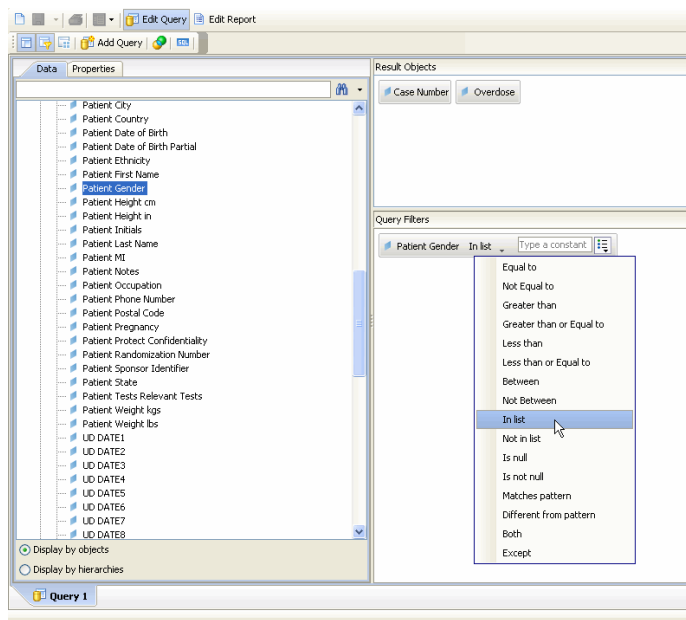 Edit Query Edit Report
Add Query SQL
Data Properties
Result Objects
Case Number Overdose
Patient City
Patient Country
Patient Date of Birth
Patient Date of Birth Partial
Patient Ethnicity
Patient First Name
Patient Gender
Patient Height cm
Patient Height in
Patient Initials
Patient Last Name
Patient MI
Patient Notes
Patient Occupation
Patient Phone Number
Patient Postal Code
Patient Pregnancy
Patient Protect Confidentiality
Patient Randomization Number
Patient Sponsor Identifier
Patient State
Patient Tests Relevant Tests
Patient Weight kgs
Patient Weight lbs
UD DATE1
UD DATE2
UD DATE3
UD DATE4
UD DATE5
UD DATE6
UD DATE7
UD DATE8
Display by objects
Display by hierarchies
Query Filters
Patient Gender In list Type a constant
Equal to
Not Equal to
Greater than
Greater than or Equal to
Less than
Less than or Equal to
Between
Not Between
In list
Not in list
Is null
Is not null
Matches pattern
Different from pattern
Both
Except
Query 1